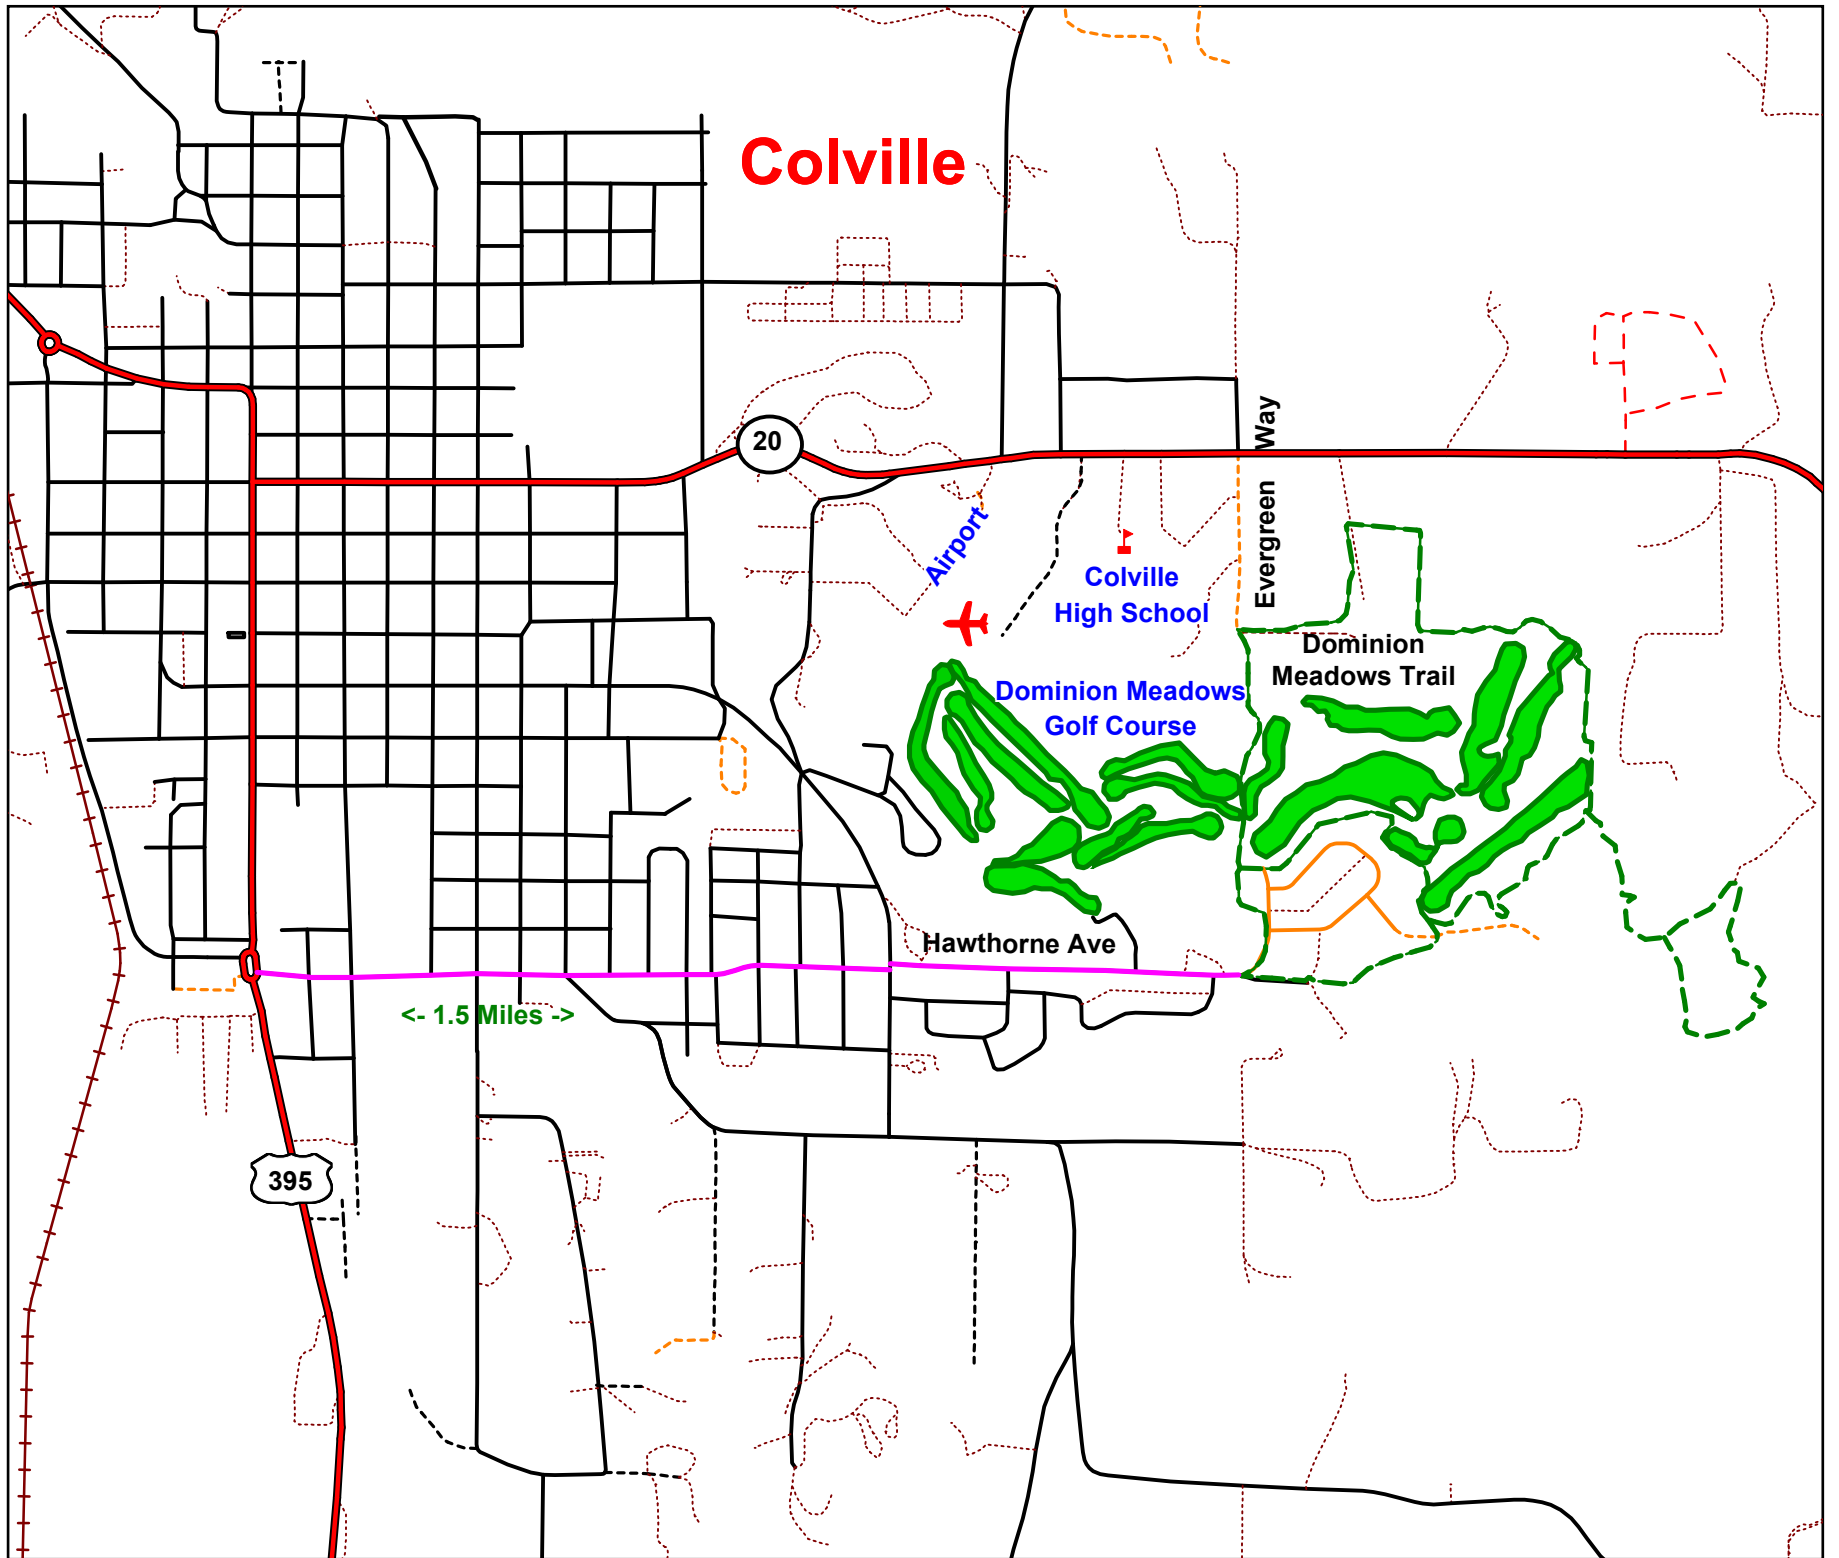 Colville
20
Way
Evergreen
Airport
Colville
High School
Dominion
Meadows Trail
Dominion Meadows
Golf Course
Hawthorne Ave
<- 1.5 Miles ->
395